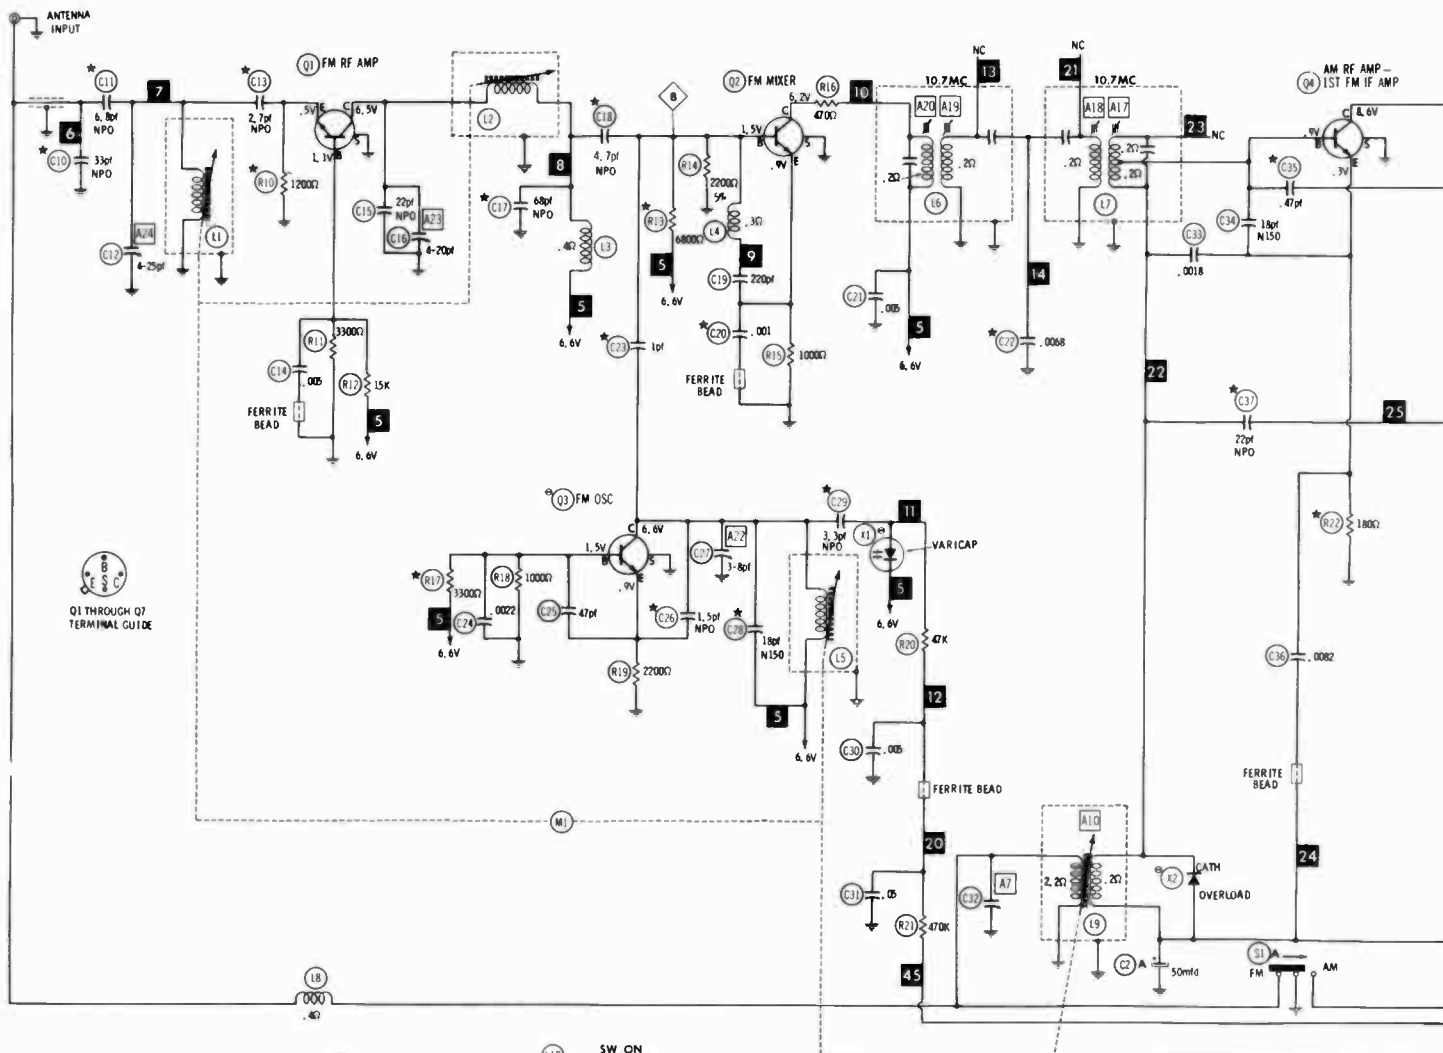 ANTENNA
INPUT
C11
6.8pf
NPO
7
C13
2.7pf
NPO
Q1 FM RF AMP
.5V
E
C
6.5V
S
B
1.1V
L2
C18
4.7pf
NPO
B
Q2 FM MIXER
6.2V
R16
470Ω
10
C
1.5V
B
E
.9V
S
NC
13
10.7MC
A20
A19
.2Ω
.2Ω
L6
NC
21
10.7MC
A18
A17
.2Ω
.2Ω
.2Ω
L7
23
NC
Q4
AM RF AMP -
1ST FM IF AMP
8.6V
C
.9V
B
S
E
.3V
6
C10
33pf
NPO
R10
1200Ω
C12
A24
4-25pf
L1
C15
22pf
NPO
A23
C16
4-20pf
8
C17
68pf
NPO
.4Ω
L3
5
6.6V
R13
6800Ω
5
6.6V
R14
2200Ω
5%
L4
.3Ω
9
C19
220pf
C20
.001
FERRITE
BEAD
R15
1000Ω
C21
.005
5
6.6V
14
C22
.0068
C33
.0018
C34
18pf
N150
C35
.47pf
R11
3300Ω
C14
.005
FERRITE
BEAD
R12
15K
5
6.6V
C23
1pf
22
C37
22pf
NPO
25
Q3 FM OSC
C
6.6V
1.5V
B
S
E
.9V
B
E S C
Q1 THROUGH Q7
TERMINAL GUIDE
R17
3300Ω
5
6.6V
C24
.0022
R18
1000Ω
C25
47pf
C26
1.5pf
NPO
R19
2200Ω
A22
C27
3-8pf
C28
18pf
N150
C29
3.3pf
NPO
X1
11
VARICAP
5
6.6V
L5
5
6.6V
R20
47K
12
C30
.005
FERRITE BEAD
20
C31
.05
R21
470K
45
R22
180Ω
C36
.0082
FERRITE
BEAD
24
M1
A10
C32
A7
2.2Ω
.2Ω
L9
X2
CATH
OVERLOAD
C2 A
50mfd
S1 A
FM
AM
L8
.4Ω
SW ON